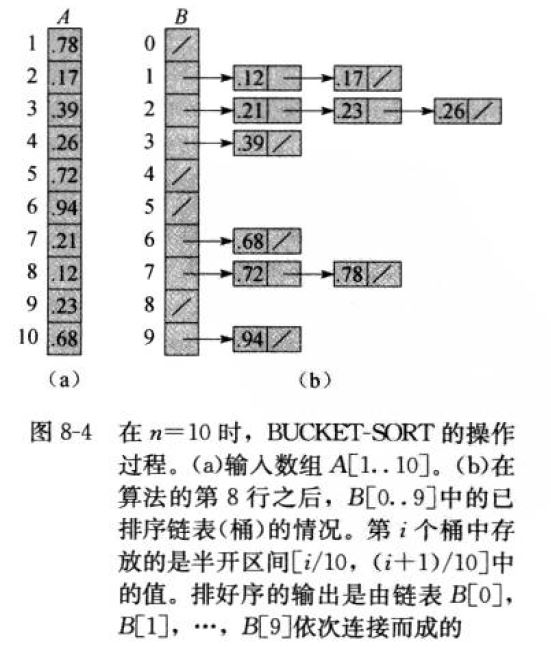 A B
1 .78 0 /
2 .17 1 .12 .17 /
3 .39 2 .21 .23 .26 /
4 .26 3 .39 /
5 .72 4 /
6 .94 5 /
7 .21 6 .68 /
8 .12 7 .72 .78 /
9 .23 8 /
10 .68 9 .94 /
(a) (b)
图 8-4 在 n=10 时，BUCKET-SORT 的操作
过程。(a)输入数组 A[1..10]。(b)在
算法的第 8 行之后，B[0..9]中的已
排序链表(桶)的情况。第 i 个桶中存
放的是半开区间[i/10，(i+1)/10]中
的值。排好序的输出是由链表 B[0]，
B[1]，…，B[9]依次连接而成的